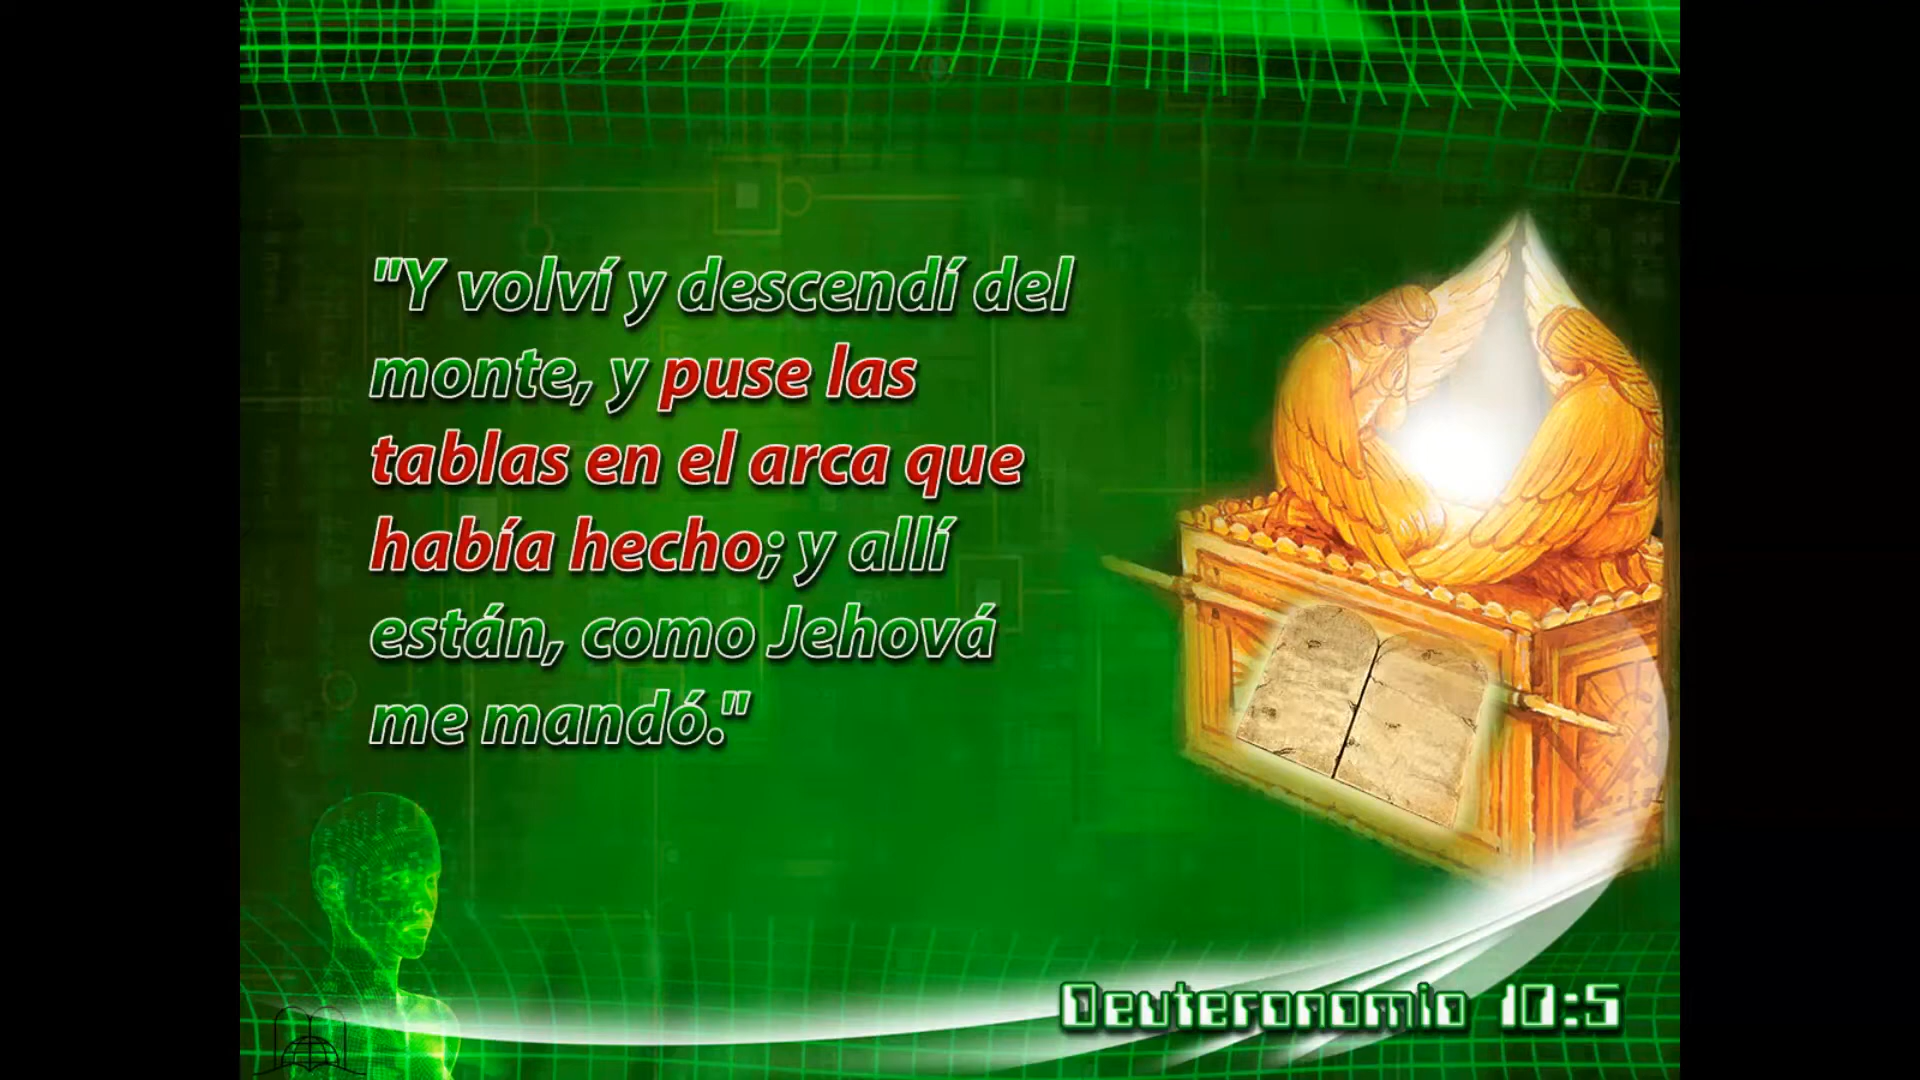 "Y volví y descendí del
monte, y puse las
tablas en el arca que
había hecho; y allí
están, como Jehová
me mandó."
Deuteronomio 10:5